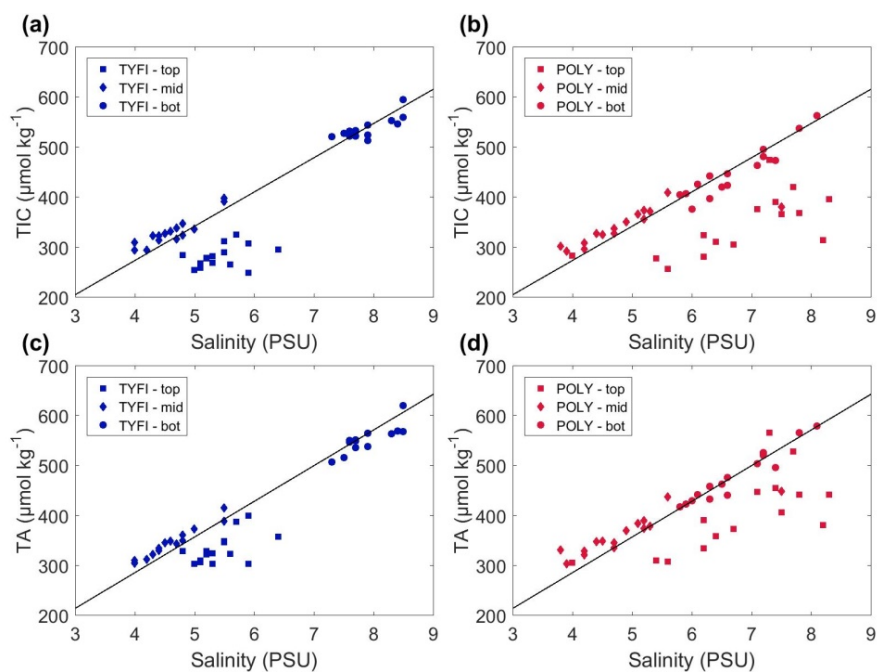 (a)
700
600
500
400
300
200
TIC (µmol kg⁻¹)
TYFI - top
TYFI - mid
TYFI - bot
3 4 5 6 7 8 9
Salinity (PSU)
(b)
700
600
500
400
300
200
TIC (µmol kg⁻¹)
POLY - top
POLY - mid
POLY - bot
3 4 5 6 7 8 9
Salinity (PSU)
(c)
700
600
500
400
300
200
TA (µmol kg⁻¹)
TYFI - top
TYFI - mid
TYFI - bot
3 4 5 6 7 8 9
Salinity (PSU)
(d)
700
600
500
400
300
200
TA (µmol kg⁻¹)
POLY - top
POLY - mid
POLY - bot
3 4 5 6 7 8 9
Salinity (PSU)